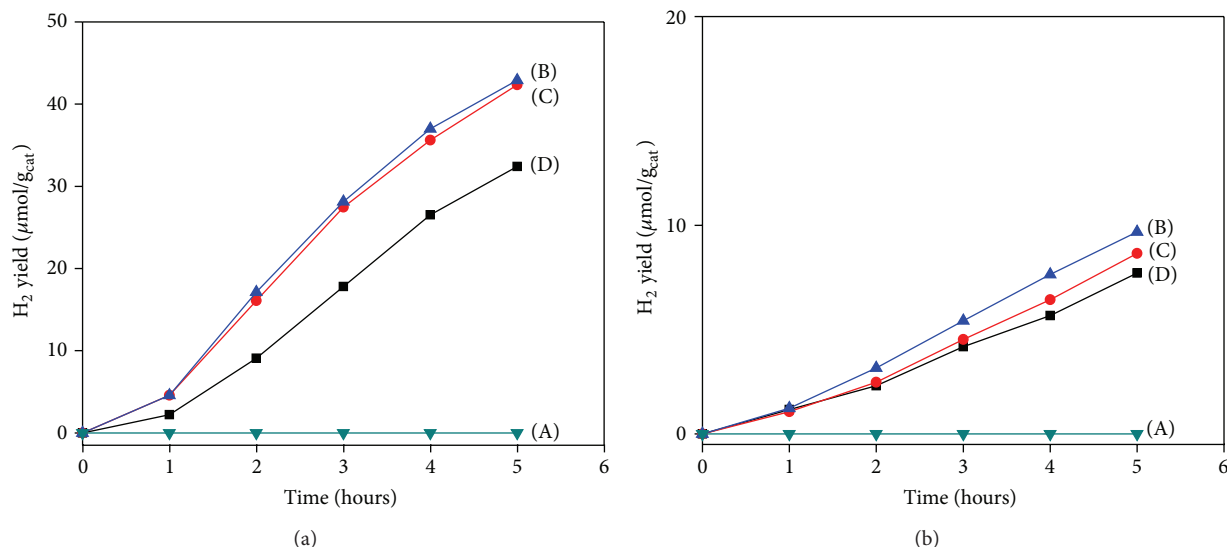 50
40
30
20
10
0
H2 yield (μmol/gcat)
(B)
(C)
(D)
(A)
0 1 2 3 4 5 6
Time (hours)
(a)
20
10
0
H2 yield (μmol/gcat)
(B)
(C)
(D)
(A)
0 1 2 3 4 5 6
Time (hours)
(b)